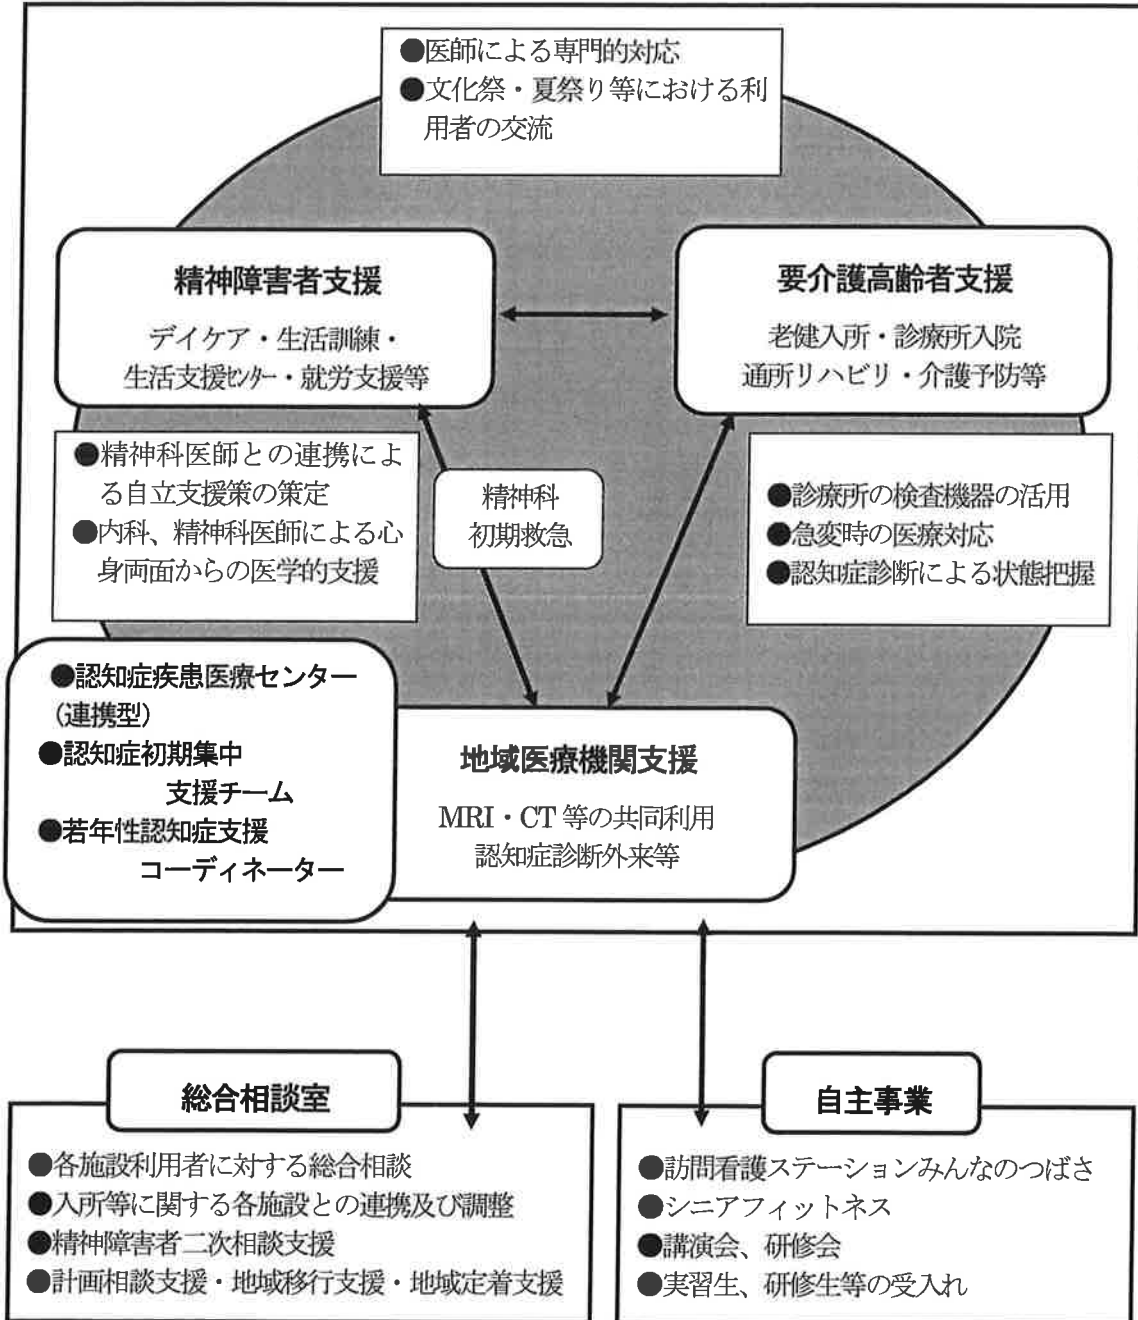 ●医師による専門的対応
●文化祭・夏祭り等における利
用者の交流
精神障害者支援
デイケア・生活訓練・
生活支援ｾﾝﾀｰ・就労支援等
要介護高齢者支援
老健入所・診療所入院
通所リハビリ・介護予防等
●精神科医師との連携によ
る自立支援策の策定
●内科、精神科医師による心
身両面からの医学的支援
精神科
初期救急
●診療所の検査機器の活用
●急変時の医療対応
●認知症診断による状態把握
●認知症疾患医療センター
(連携型)
●認知症初期集中
支援チーム
●若年性認知症支援
コーディネーター
地域医療機関支援
MRI・CT 等の共同利用
認知症診断外来等
総合相談室
●各施設利用者に対する総合相談
●入所等に関する各施設との連携及び調整
●精神障害者二次相談支援
●計画相談支援・地域移行支援・地域定着支援
自主事業
●訪問看護ステーションみんなのつばさ
●シニアフィットネス
●講演会、研修会
●実習生、研修生等の受入れ